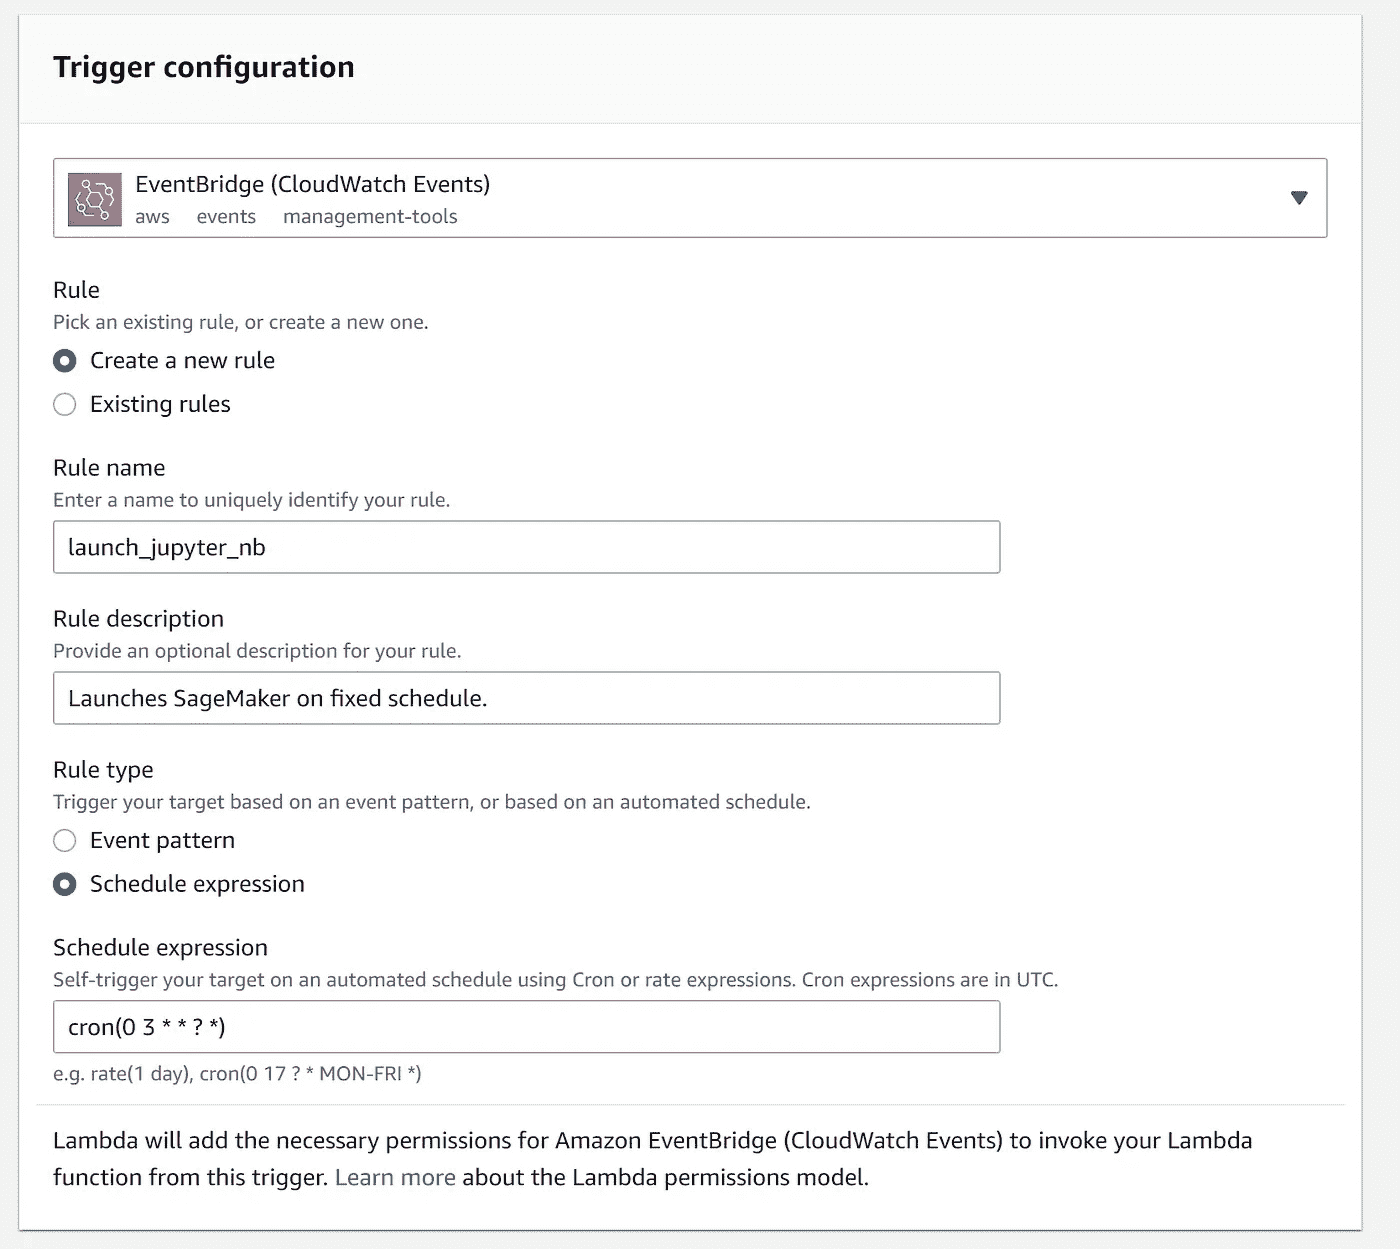 Trigger configuration
EventBridge (CloudWatch Events)
aws events management-tools
Rule
Pick an existing rule, or create a new one.
Create a new rule
Existing rules
Rule name
Enter a name to uniquely identify your rule.
launch_jupyter_nb
Rule description
Provide an optional description for your rule.
Launches SageMaker on fixed schedule.
Rule type
Trigger your target based on an event pattern, or based on an automated schedule.
Event pattern
Schedule expression
Schedule expression
Self-trigger your target on an automated schedule using Cron or rate expressions. Cron expressions are in UTC.
cron(0 3 * * ? *)
e.g. rate(1 day), cron(0 17 ? * MON-FRI *)
Lambda will add the necessary permissions for Amazon EventBridge (CloudWatch Events) to invoke your Lambda
function from this trigger. Learn more about the Lambda permissions model.